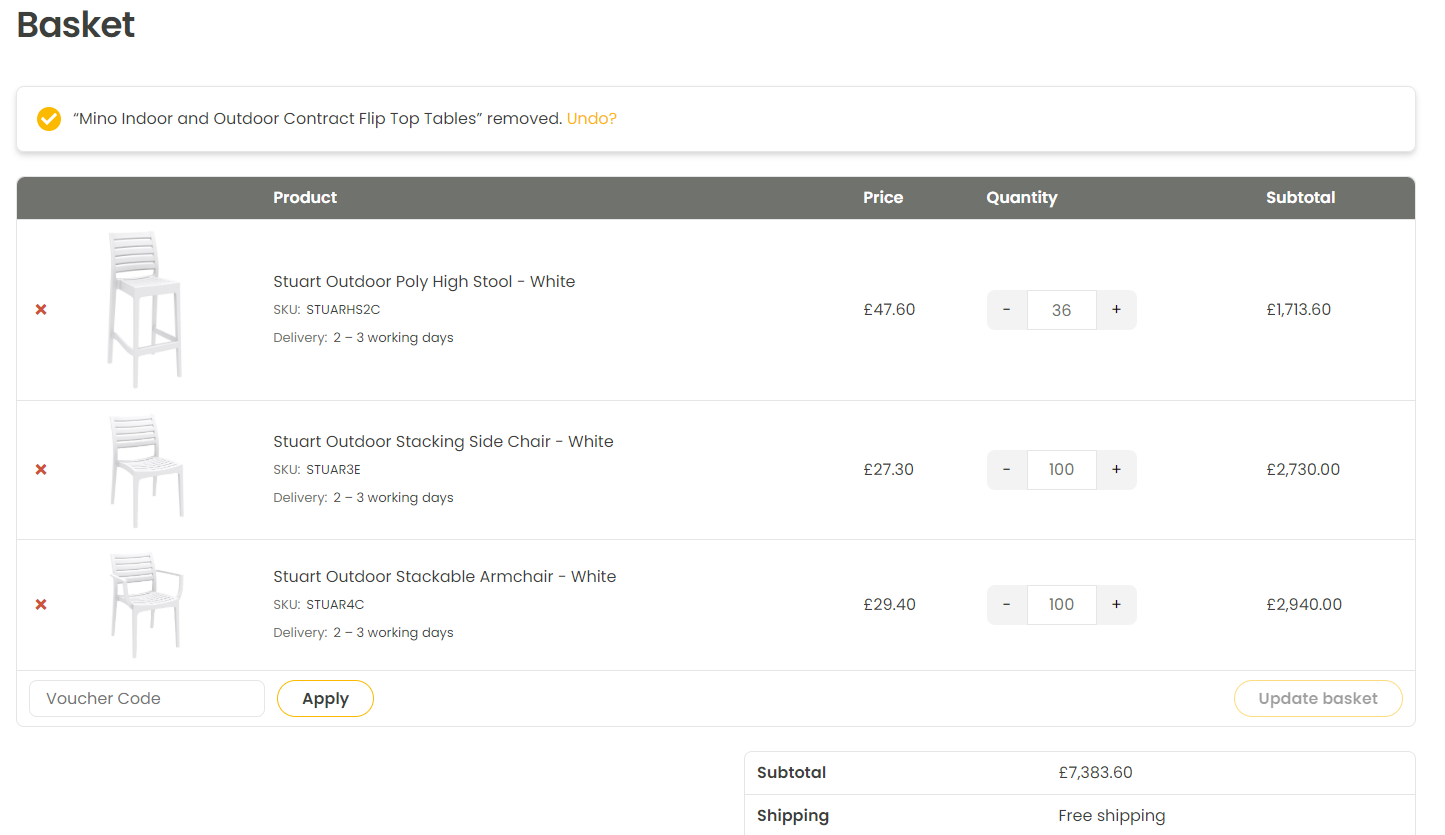 Basket
“Mino Indoor and Outdoor Contract Flip Top Tables” removed. Undo?
Product Price Quantity Subtotal
Stuart Outdoor Poly High Stool - White
SKU: STUARHS2C
Delivery: 2 – 3 working days
£47.60 - 36 + £1,713.60
Stuart Outdoor Stacking Side Chair - White
SKU: STUAR3E
Delivery: 2 – 3 working days
£27.30 - 100 + £2,730.00
Stuart Outdoor Stackable Armchair - White
SKU: STUAR4C
Delivery: 2 – 3 working days
£29.40 - 100 + £2,940.00
Voucher Code Apply Update basket
Subtotal £7,383.60
Shipping Free shipping